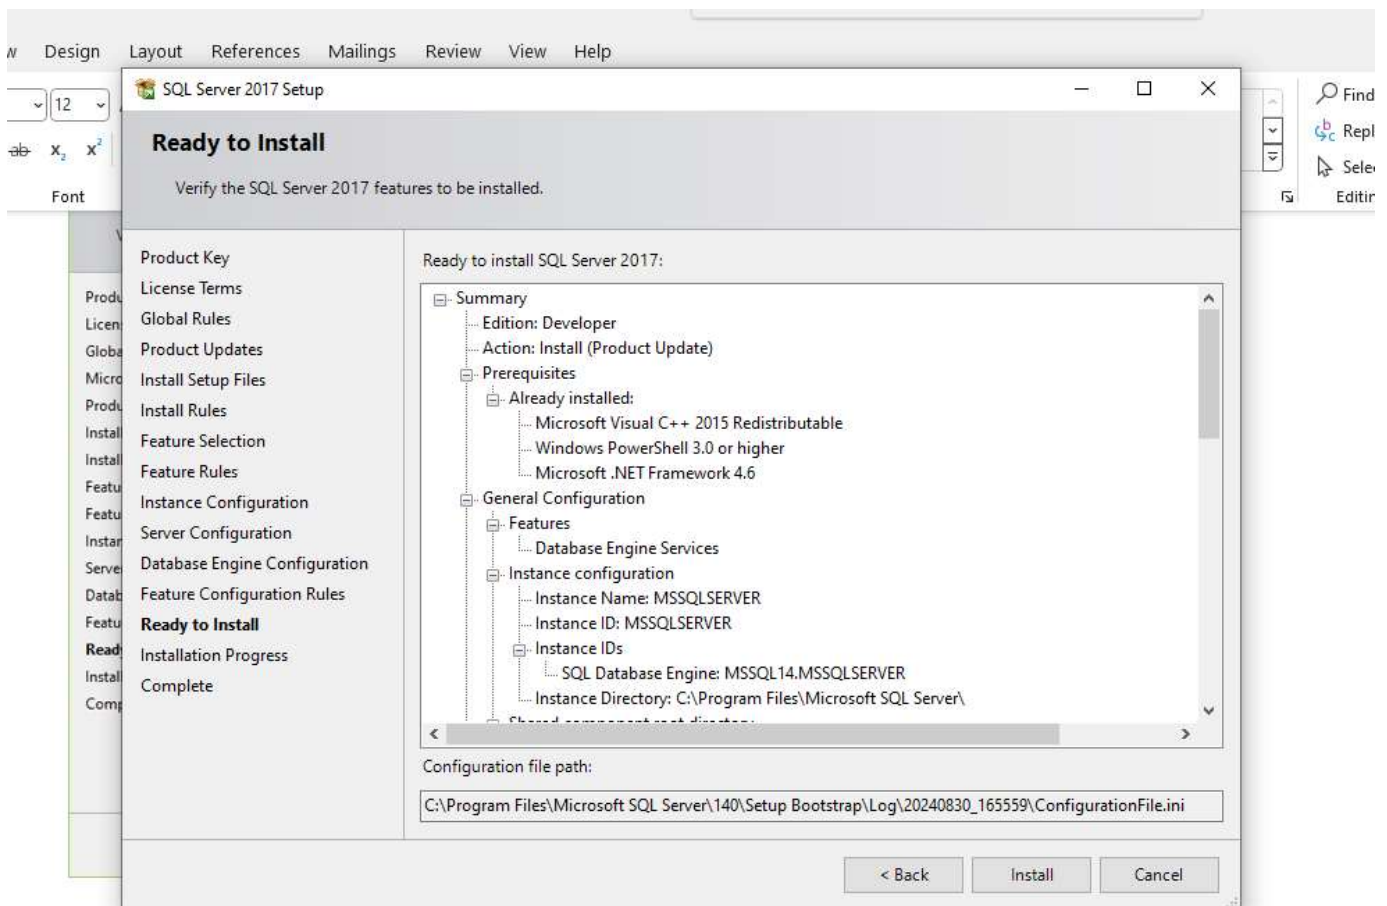 Design Layout References Mailings Review View Help
12
Find
ab x₂ x²
Font
SQL Server 2017 Setup
Ready to Install
Verify the SQL Server 2017 features to be installed.
Product Key
License Terms
Global Rules
Product Updates
Install Setup Files
Install Rules
Feature Selection
Feature Rules
Instance Configuration
Server Configuration
Database Engine Configuration
Feature Configuration Rules
Ready to Install
Installation Progress
Complete
Ready to install SQL Server 2017:
Summary
Edition: Developer
Action: Install (Product Update)
Prerequisites
Already installed:
Microsoft Visual C++ 2015 Redistributable
Windows PowerShell 3.0 or higher
Microsoft .NET Framework 4.6
General Configuration
Features
Database Engine Services
Instance configuration
Instance Name: MSSQLSERVER
Instance ID: MSSQLSERVER
Instance IDs
SQL Database Engine: MSSQL14.MSSQLSERVER
Instance Directory: C:\Program Files\Microsoft SQL Server\
Shared component root directory
Configuration file path:
C:\Program Files\Microsoft SQL Server\140\Setup Bootstrap\Log\20240830_165559\ConfigurationFile.ini
< Back Install Cancel